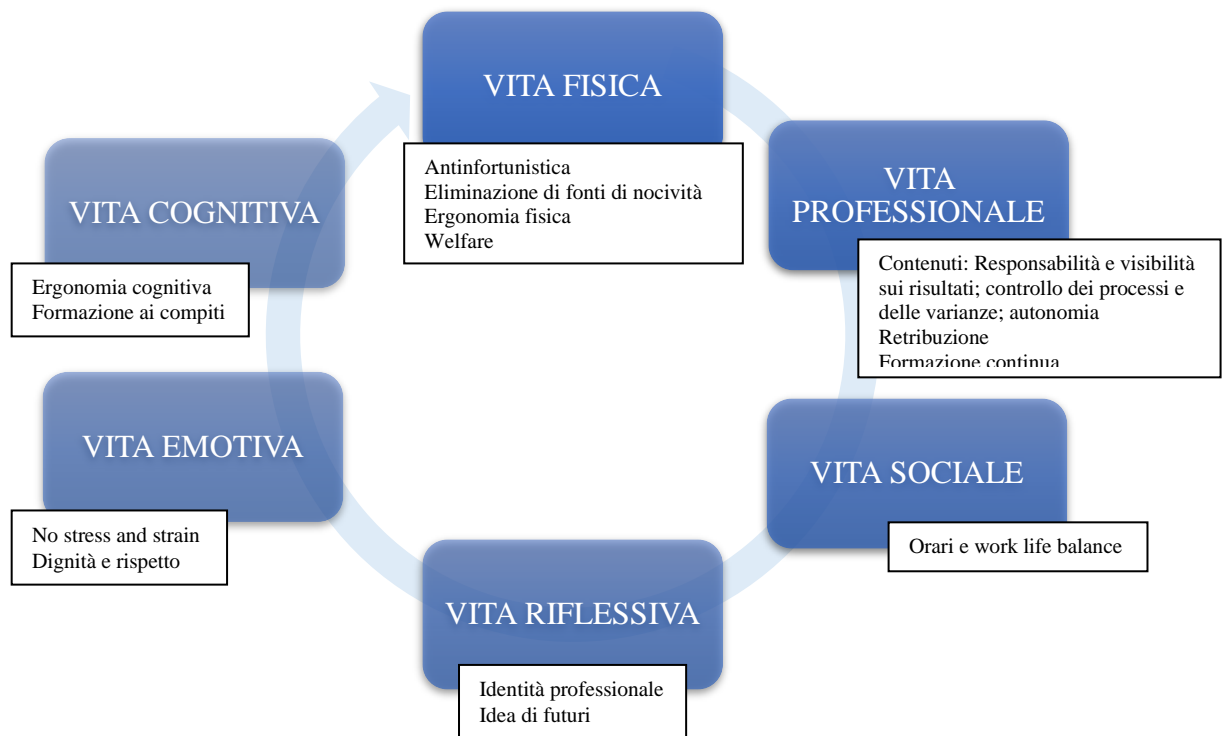 VITA FISICA
Antinfortunistica
Eliminazione di fonti di nocività
Ergonomia fisica
Welfare
VITA
PROFESSIONALE
Contenuti: Responsabilità e visibilità
sui risultati; controllo dei processi e
delle varianze; autonomia
Retribuzione
Formazione continua
VITA SOCIALE
Orari e work life balance
VITA RIFLESSIVA
Identità professionale
Idea di futuri
VITA EMOTIVA
No stress and strain
Dignità e rispetto
VITA COGNITIVA
Ergonomia cognitiva
Formazione ai compiti